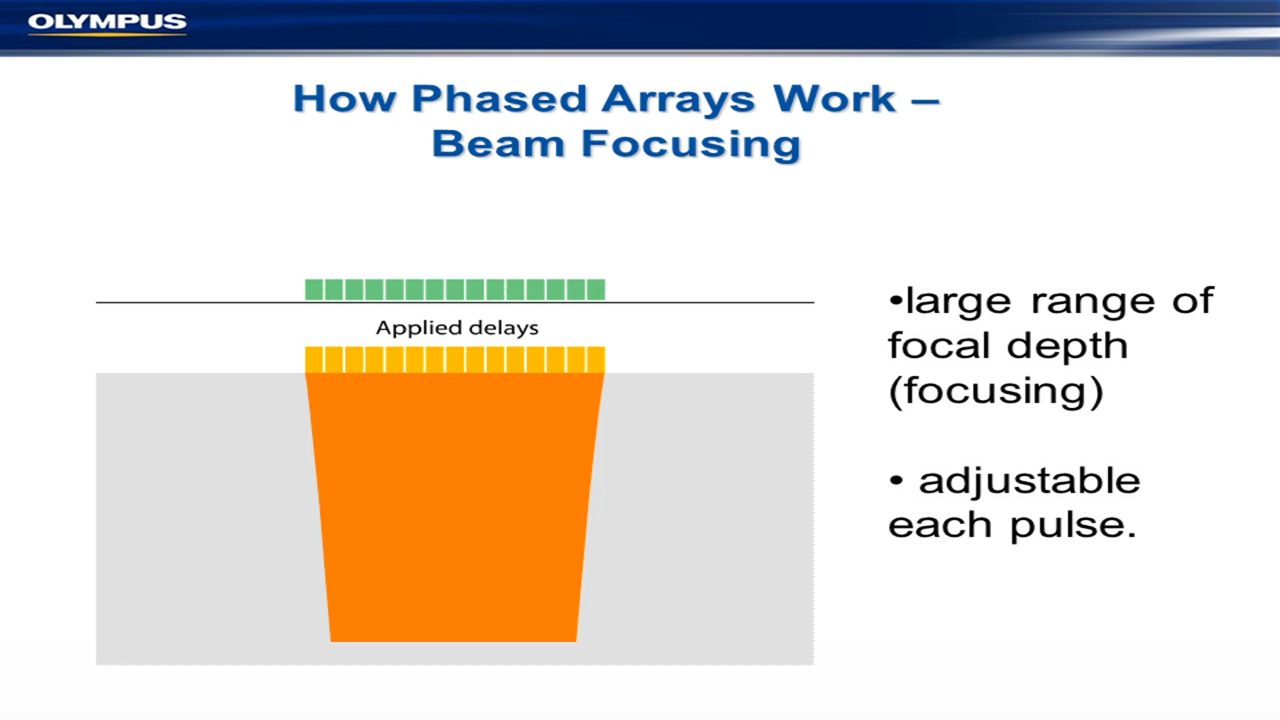 OLYMPUS
How Phased Arrays Work –
Beam Focusing
Applied delays
•large range of
focal depth
(focusing)
• adjustable
each pulse.